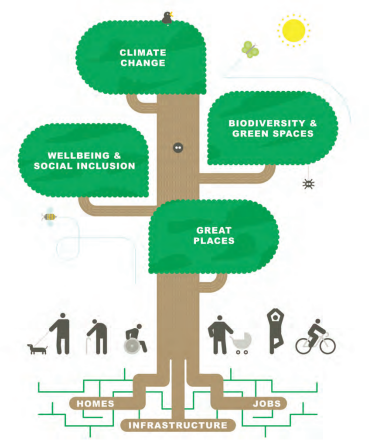 CLIMATE
CHANGE
BIODIVERSITY &
GREEN SPACES
WELLBEING &
SOCIAL INCLUSION
GREAT
PLACES
HOMES
JOBS
INFRASTRUCTURE